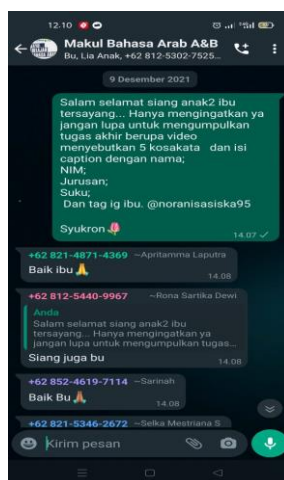 12.10
Makul Bahasa Arab A&B
Bu, Lia Anak, +62 812-5302-7525...
9 Desember 2021
Salam selamat siang anak2 ibu
tersayang... Hanya mengingatkan ya
jangan lupa untuk mengumpulkan
tugas akhir berupa video
menyebutkan 5 kosakata dan isi
caption dengan nama;
NIM;
Jurusan;
Suku;
Dan tag ig ibu. @noranisasiska95
Syukron🌷
14.07
+62 821-4871-4369 ~Apritamma Laputra
Baik ibu🙏
14.08
+62 812-5440-9967 ~Rona Sartika Dewi
Anda
Salam selamat siang anak2 ibu
tersayang... Hanya mengingatkan ya
jangan lupa untuk mengumpulkan tugas...
Siang juga bu
14.08
+62 852-4619-7114 ~Sarinah
Baik Bu🙏
14.08
+62 821-5346-2672 ~Selka Mestriana S
Kirim pesan